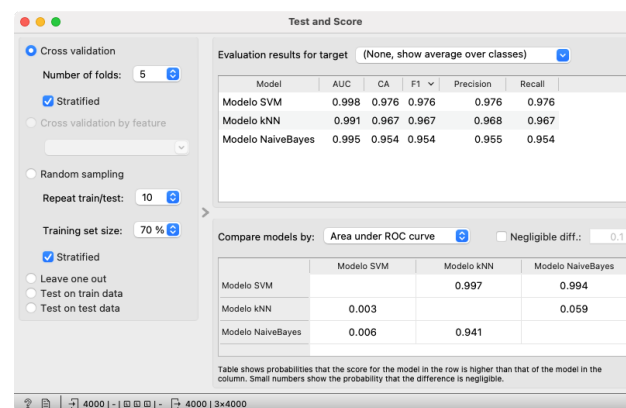 Test and Score
Cross validation
Number of folds: 5
Stratified
Cross validation by feature
Random sampling
Repeat train/test: 10
Training set size: 70 %
Stratified
Leave one out
Test on train data
Test on test data
Evaluation results for target (None, show average over classes)
Model AUC CA F1 Precision Recall
Modelo SVM 0.998 0.976 0.976 0.976 0.976
Modelo kNN 0.991 0.967 0.967 0.968 0.967
Modelo NaiveBayes 0.995 0.954 0.954 0.955 0.954
Compare models by: Area under ROC curve Negligible diff.: 0.1
Modelo SVM Modelo kNN Modelo NaiveBayes
Modelo SVM 0.997 0.994
Modelo kNN 0.003 0.059
Modelo NaiveBayes 0.006 0.941
Table shows probabilities that the score for the model in the row is higher than that of the model in the
column. Small numbers show the probability that the difference is negligible.
4000 | - | - 4000 | 3×4000